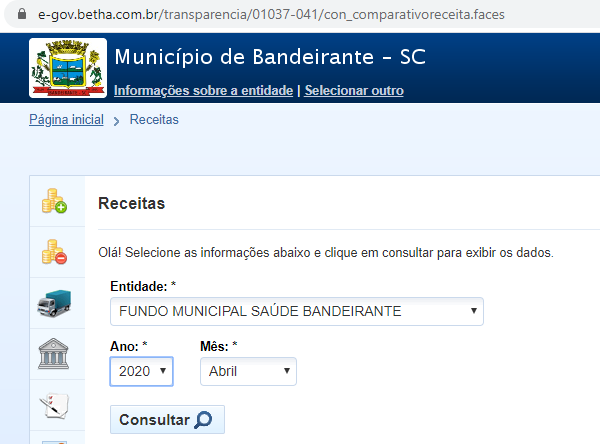 e-gov.betha.com.br/transparencia/01037-041/con_comparativoreceita.faces
Município de Bandeirante - SC
Informações sobre a entidade | Selecionar outro
Página inicial > Receitas
Receitas
Olá! Selecione as informações abaixo e clique em consultar para exibir os dados.
Entidade: *
FUNDO MUNICIPAL SAÚDE BANDEIRANTE
Ano: * Mês: *
2020 Abril
Consultar